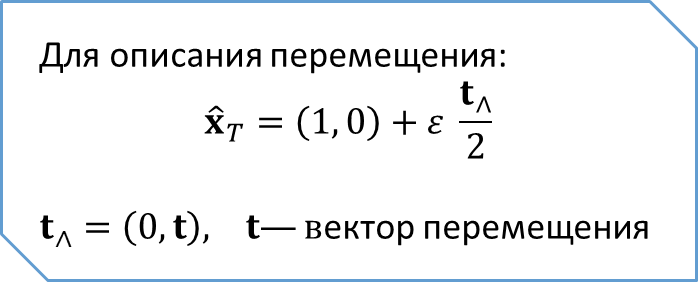 Для описания перемещения:
x̂_T = (1, 0) + ε t_∧/2
t_∧ = (0, t), t— вектор перемещения